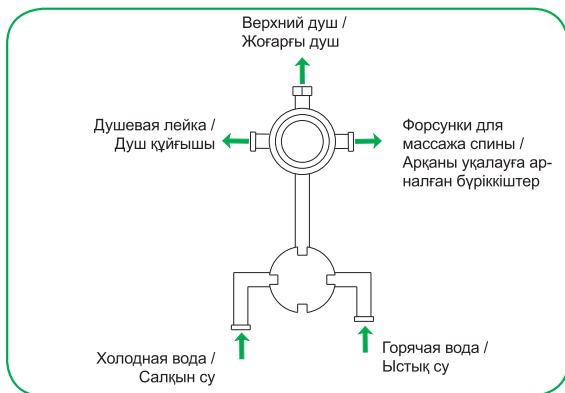 Верхний душ /
Жоғарғы душ
Душевая лейка /
Душ құйғышы
Форсунки для
массажа спины /
Арқаны уқалауға ар-
налған бүріккіштер
Холодная вода /
Салқын су
Горячая вода /
Ыстық су